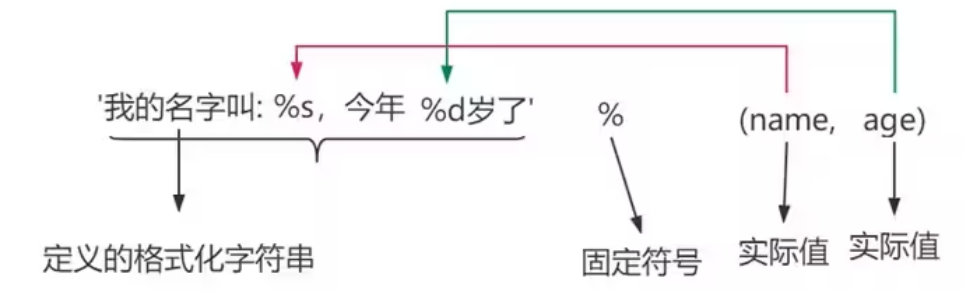 '我的名字叫: %s，今年 %d岁了' % (name, age)
定义的格式化字符串 固定符号 实际值 实际值